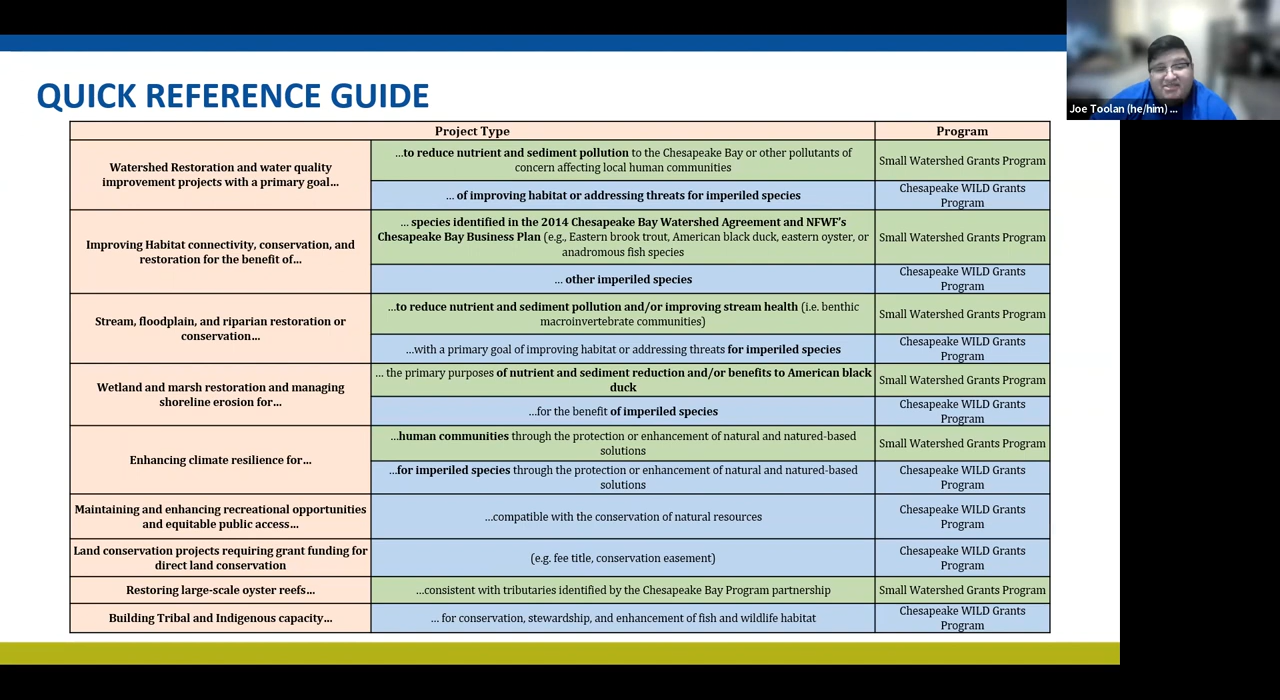 QUICK REFERENCE GUIDE
Joe Toolan (he/him) ...
Project Type
Program
Watershed Restoration and water quality
improvement projects with a primary goal...
...to reduce nutrient and sediment pollution to the Chesapeake Bay or other pollutants of
concern affecting local human communities
Small Watershed Grants Program
... of improving habitat or addressing threats for imperiled species
Chesapeake WILD Grants
Program
Improving Habitat connectivity, conservation, and
restoration for the benefit of...
... species identified in the 2014 Chesapeake Bay Watershed Agreement and NFWF's
Chesapeake Bay Business Plan (e.g., Eastern brook trout, American black duck, eastern oyster, or
anadromous fish species
Small Watershed Grants Program
... other imperiled species
Chesapeake WILD Grants
Program
Stream, floodplain, and riparian restoration or
conservation...
...to reduce nutrient and sediment pollution and/or improving stream health (i.e. benthic
macroinvertebrate communities)
Small Watershed Grants Program
...with a primary goal of improving habitat or addressing threats for imperiled species
Chesapeake WILD Grants
Program
Wetland and marsh restoration and managing
shoreline erosion for...
... the primary purposes of nutrient and sediment reduction and/or benefits to American black
duck
Small Watershed Grants Program
...for the benefit of imperiled species
Chesapeake WILD Grants
Program
Enhancing climate resilience for...
...human communities through the protection or enhancement of natural and natured-based
solutions
Small Watershed Grants Program
...for imperiled species through the protection or enhancement of natural and natured-based
solutions
Chesapeake WILD Grants
Program
Maintaining and enhancing recreational opportunities
and equitable public access...
...compatible with the conservation of natural resources
Chesapeake WILD Grants
Program
Land conservation projects requiring grant funding for
direct land conservation
(e.g. fee title, conservation easement)
Chesapeake WILD Grants
Program
Restoring large-scale oyster reefs...
...consistent with tributaries identified by the Chesapeake Bay Program partnership
Small Watershed Grants Program
Building Tribal and Indigenous capacity...
... for conservation, stewardship, and enhancement of fish and wildlife habitat
Chesapeake WILD Grants
Program